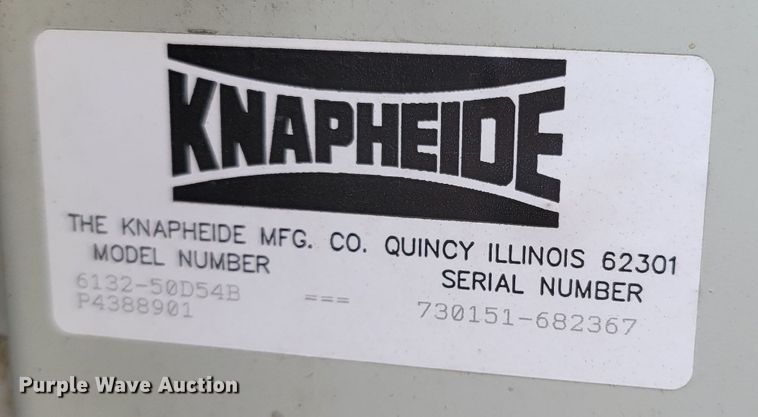 KNAPHEIDE
THE KNAPHEIDE MFG. CO. QUINCY ILLINOIS 62301
MODEL NUMBER SERIAL NUMBER
6132-50D54B === 730151-682367
P4388901
Purple Wave Auction